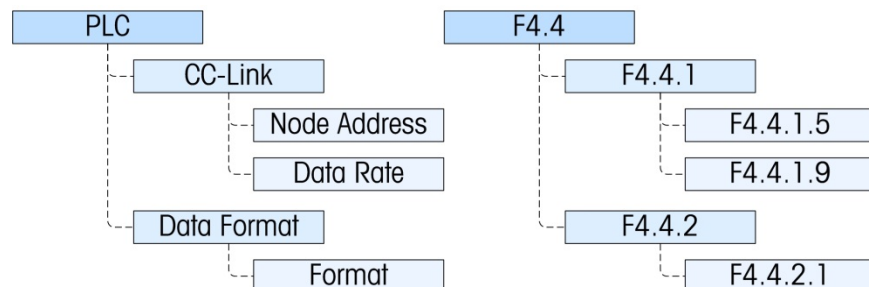 PLC
CC-Link
Node Address
Data Rate
Data Format
Format
F4.4
F4.4.1
F4.4.1.5
F4.4.1.9
F4.4.2
F4.4.2.1